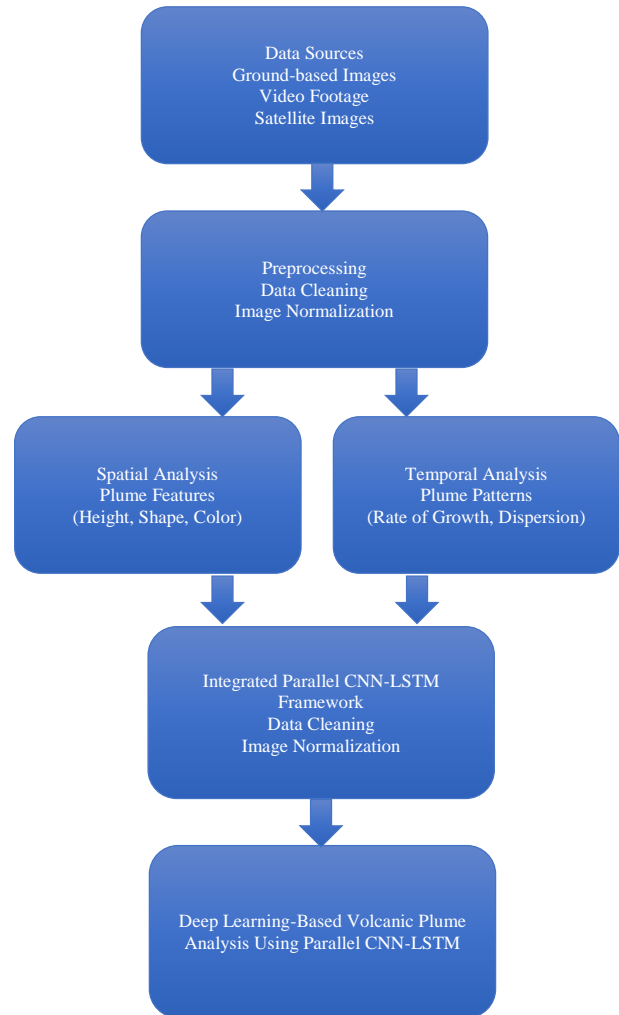 Data Sources
Ground-based Images
Video Footage
Satellite Images
Preprocessing
Data Cleaning
Image Normalization
Spatial Analysis
Plume Features
(Height, Shape, Color)
Temporal Analysis
Plume Patterns
(Rate of Growth, Dispersion)
Integrated Parallel CNN-LSTM
Framework
Data Cleaning
Image Normalization
Deep Learning-Based Volcanic Plume
Analysis Using Parallel CNN-LSTM